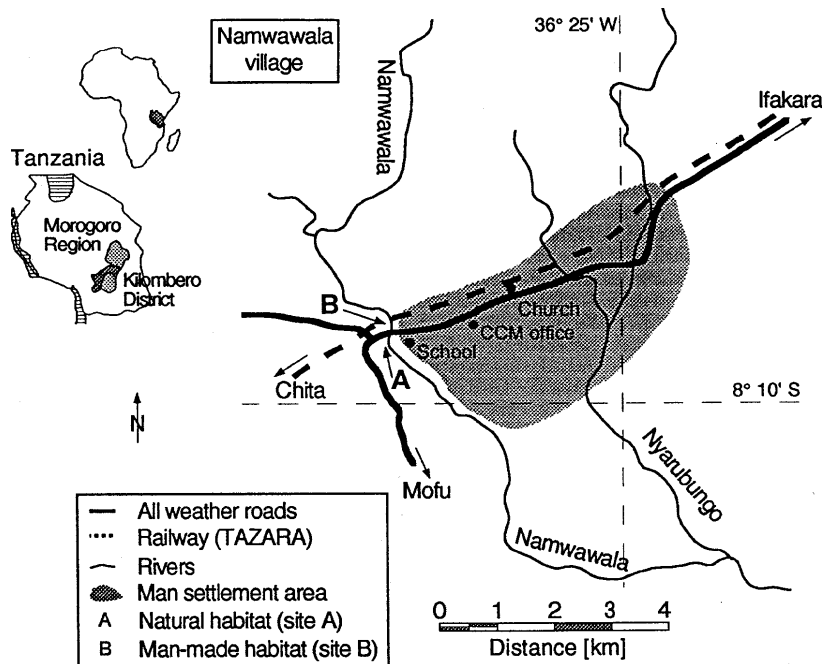 Namwawala
village
36° 25' W
Namwawala
Ifakara
Tanzania
Morogoro
Region
Kilombero
District
B
Church
CCM office
School
A
Chita
8° 10' S
N
Mofu
Nyarubungo
Namwawala
All weather roads
Railway (TAZARA)
Rivers
Man settlement area
A Natural habitat (site A)
B Man-made habitat (site B)
0 1 2 3 4
Distance [km]